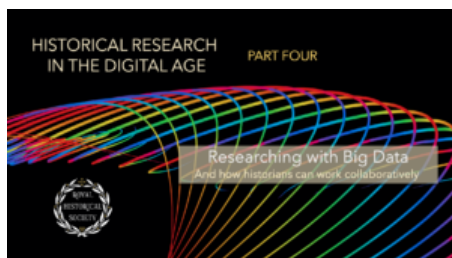 HISTORICAL RESEARCH
IN THE DIGITAL AGE
PART FOUR
Researching with Big Data
And how historians can work collaboratively
ROYAL
HISTORICAL
SOCIETY